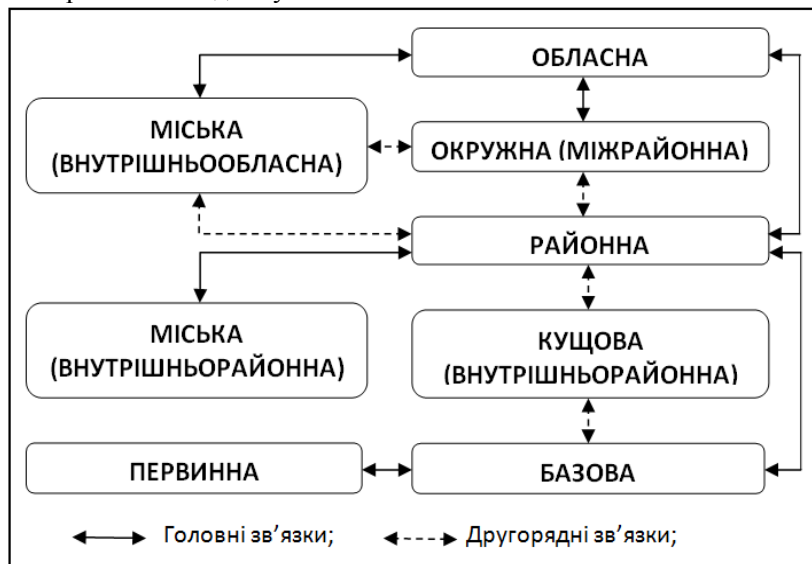 ОБЛАСНА
МІСЬКА
(ВНУТРІШНЬООБЛАСНА)
ОКРУЖНА (МІЖРАЙОННА)
РАЙОННА
МІСЬКА
(ВНУТРІШНЬОРАЙОННА)
КУЩОВА
(ВНУТРІШНЬОРАЙОННА)
ПЕРВИННА
БАЗОВА
Головні зв’язки;
Другорядні зв’язки;